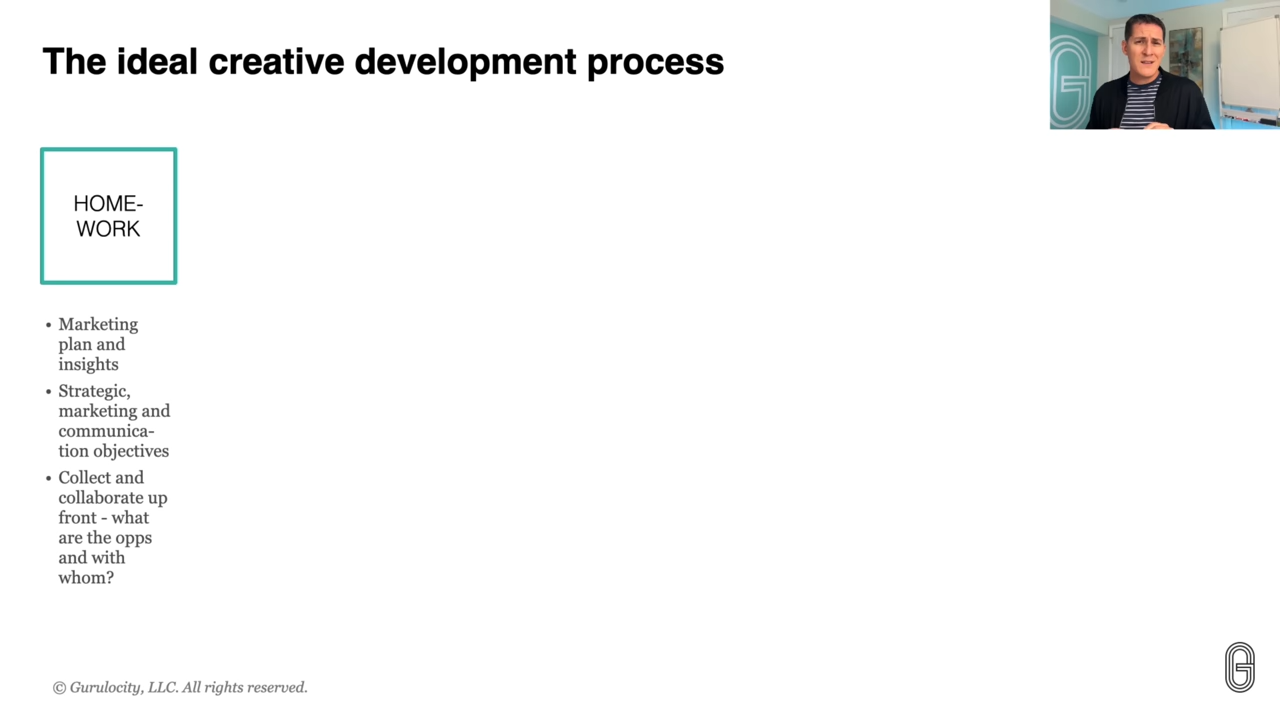 The ideal creative development process
HOME-
WORK
• Marketing
plan and
insights
• Strategic,
marketing and
communica-
tion objectives
• Collect and
collaborate up
front - what
are the opps
and with
whom?
© Gurulocity, LLC. All rights reserved.